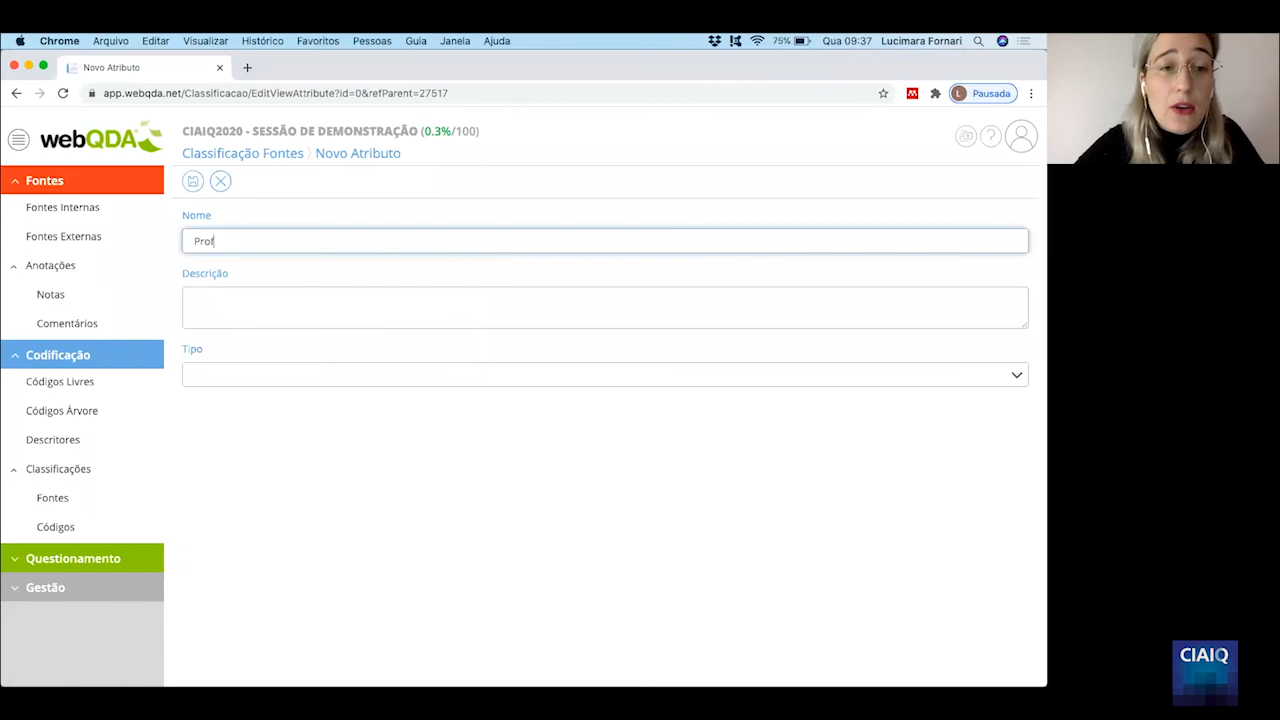 Chrome Arquivo Editar Visualizar Histórico Favoritos Pessoas Guia Janela Ajuda 75% Qua 09:37 Lucimara Fornari
Novo Atributo
app.webqda.net/Classificacao/EditViewAttribute?id=0&refParent=27517 L Pausada
webQDA
CIAIQ2020 - SESSÃO DE DEMONSTRAÇÃO (0.3%/100)
Classificação Fontes Novo Atributo
Fontes
Fontes Internas
Fontes Externas
Anotações
Notas
Comentários
Codificação
Códigos Livres
Códigos Árvore
Descritores
Classificações
Fontes
Códigos
Questionamento
Gestão
Nome
Prof
Descrição
Tipo
CIAIQ